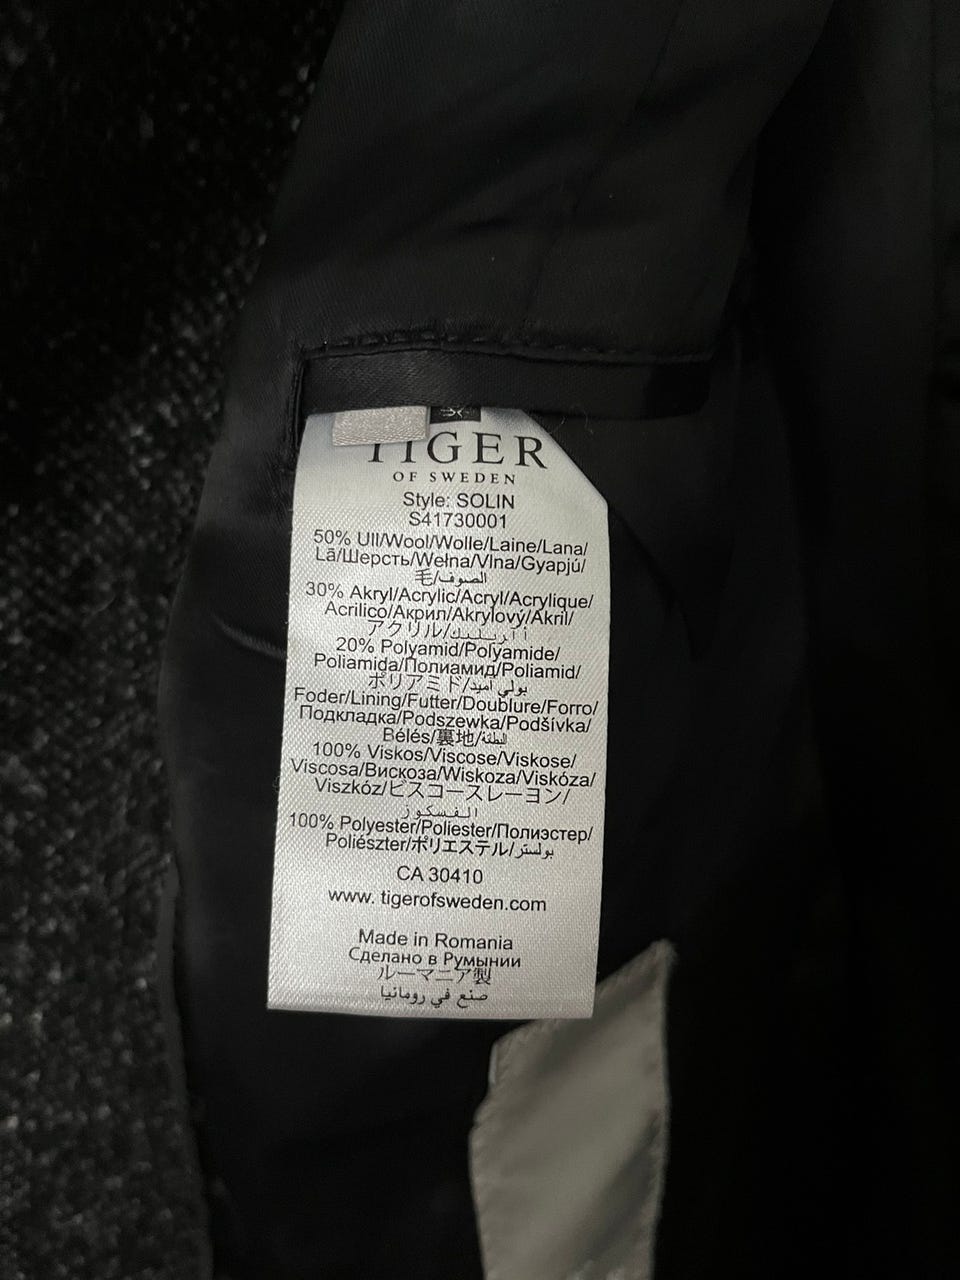 TIGER
OF SWEDEN
Style: SOLIN
S41730001
50% Ull/Wool/Wolle/Laine/Lana/
Lã/Шерсть/Wełna/Vlna/Gyapjú/
毛/الصوف
30% Akryl/Acrylic/Acryl/Acrylique/
Acrilico/Акрил/Akrylový/Akril/
アクリル/أكريليك
20% Polyamid/Polyamide/
Poliamida/Полиамид/Poliamid/
ポリアミド/بولي أميد
Foder/Lining/Futter/Doublure/Forro/
Подкладка/Podszewka/Podšívka/
Bélés/裏地/البطانة
100% Viskos/Viscose/Viskose/
Viscosa/Вискоза/Wiskoza/Viskóza/
Viszkóz/ビスコースレーヨン/
الفسكوز
100% Polyester/Poliester/Полиэстер/
Poliészter/ポリエステル/بولستر
CA 30410
www. tigerofsweden.com
Made in Romania
Сделано в Румынии
ルーマニア製
صنع في رومانيا